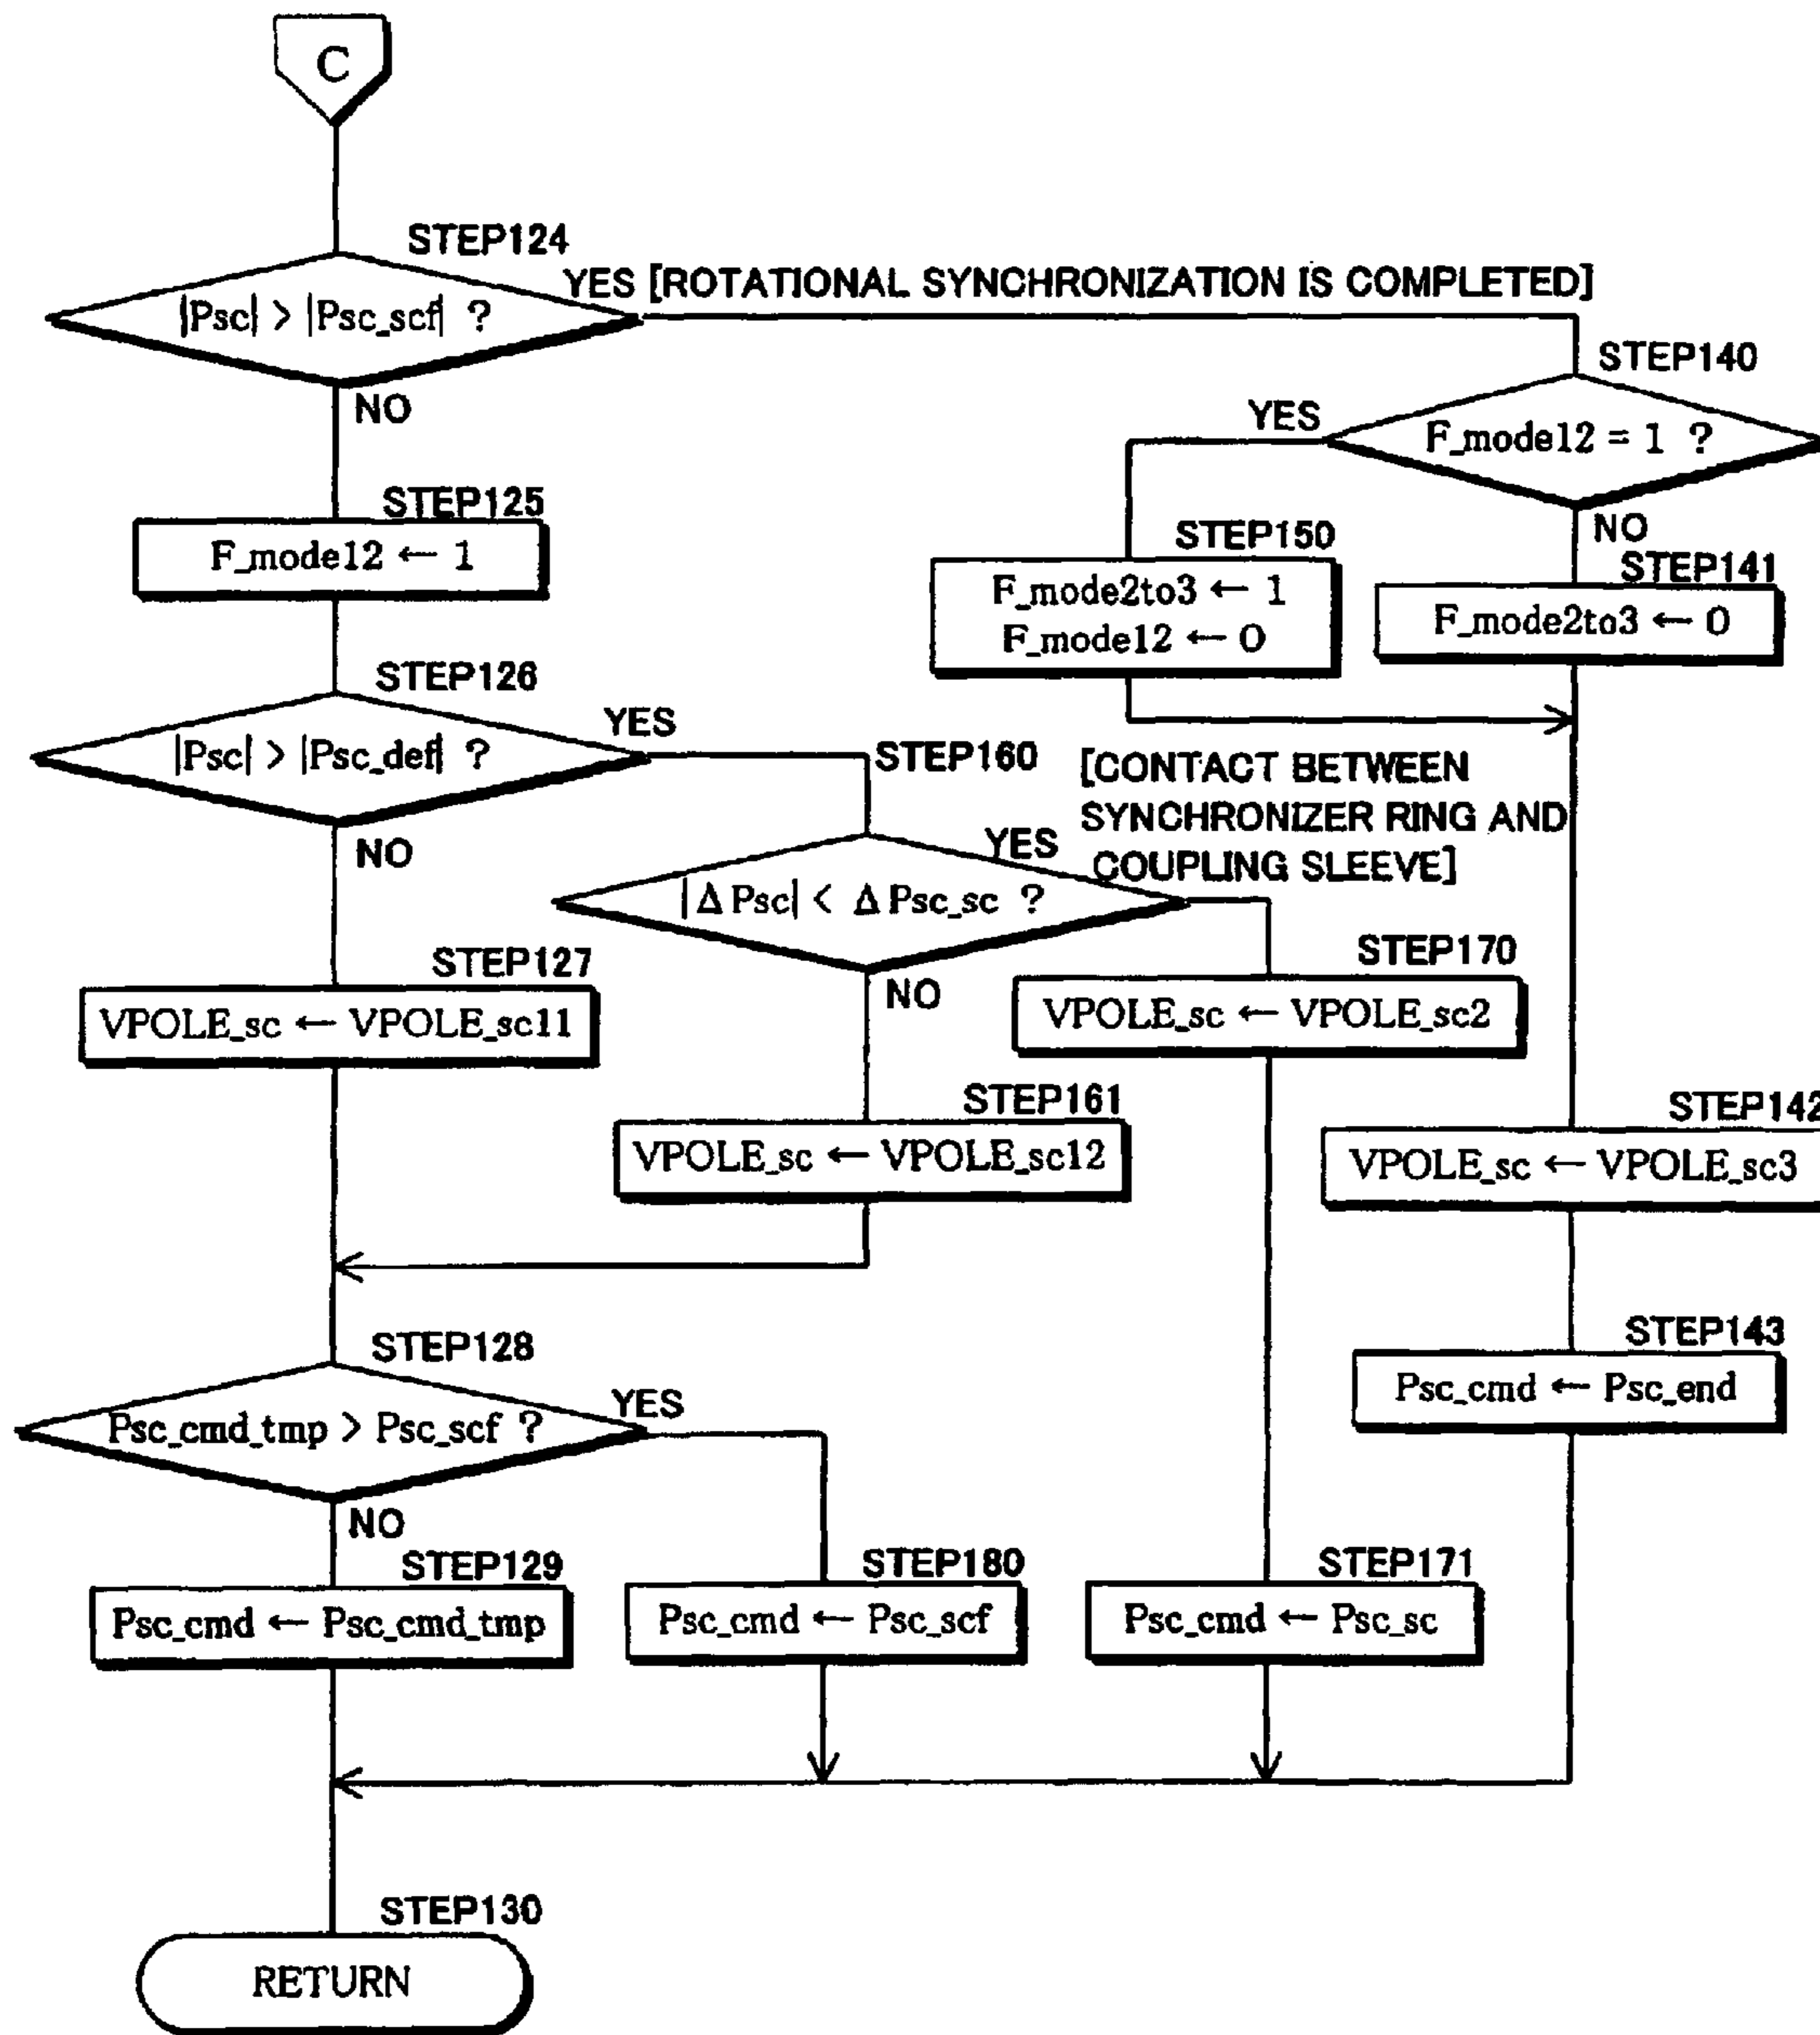 C
STEP124
|Psc| > |Psc_scf| ?
YES [ROTATIONAL SYNCHRONIZATION IS COMPLETED]
NO
STEP140
F_mode12 = 1 ?
YES
NO
STEP125
F_mode12 ← 1
STEP150
F_mode2to3 ← 1
F_mode12 ← 0
STEP141
F_mode2to3 ← 0
STEP126
|Psc| > |Psc_def| ?
YES
NO
STEP160
|Δ Psc| < Δ Psc_sc ?
YES
[CONTACT BETWEEN
SYNCHRONIZER RING AND
COUPLING SLEEVE]
NO
STEP127
VPOLE_sc ← VPOLE_sc11
STEP170
VPOLE_sc ← VPOLE_sc2
STEP161
VPOLE_sc ← VPOLE_sc12
STEP142
VPOLE_sc ← VPOLE_sc3
STEP128
Psc_cmd_tmp > Psc_scf ?
YES
NO
STEP143
Psc_cmd ← Psc_end
STEP129
Psc_cmd ← Psc_cmd_tmp
STEP180
Psc_cmd ← Psc_scf
STEP171
Psc_cmd ← Psc_sc
STEP130
RETURN